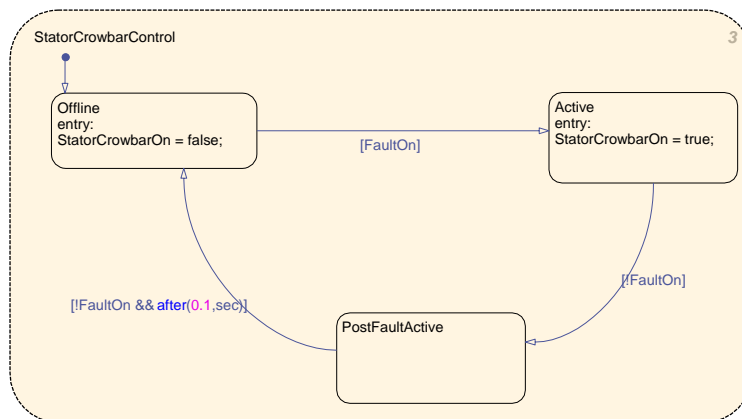 StatorCrowbarControl
3
Offline
entry:
StatorCrowbarOn = false;
Active
entry:
StatorCrowbarOn = true;
[FaultOn]
[!FaultOn]
[!FaultOn && after(0.1,sec)]
PostFaultActive